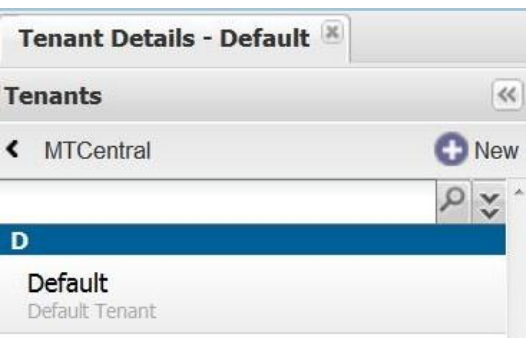 Tenant Details - Default
Tenants
MTCentral New
D
Default
Default Tenant